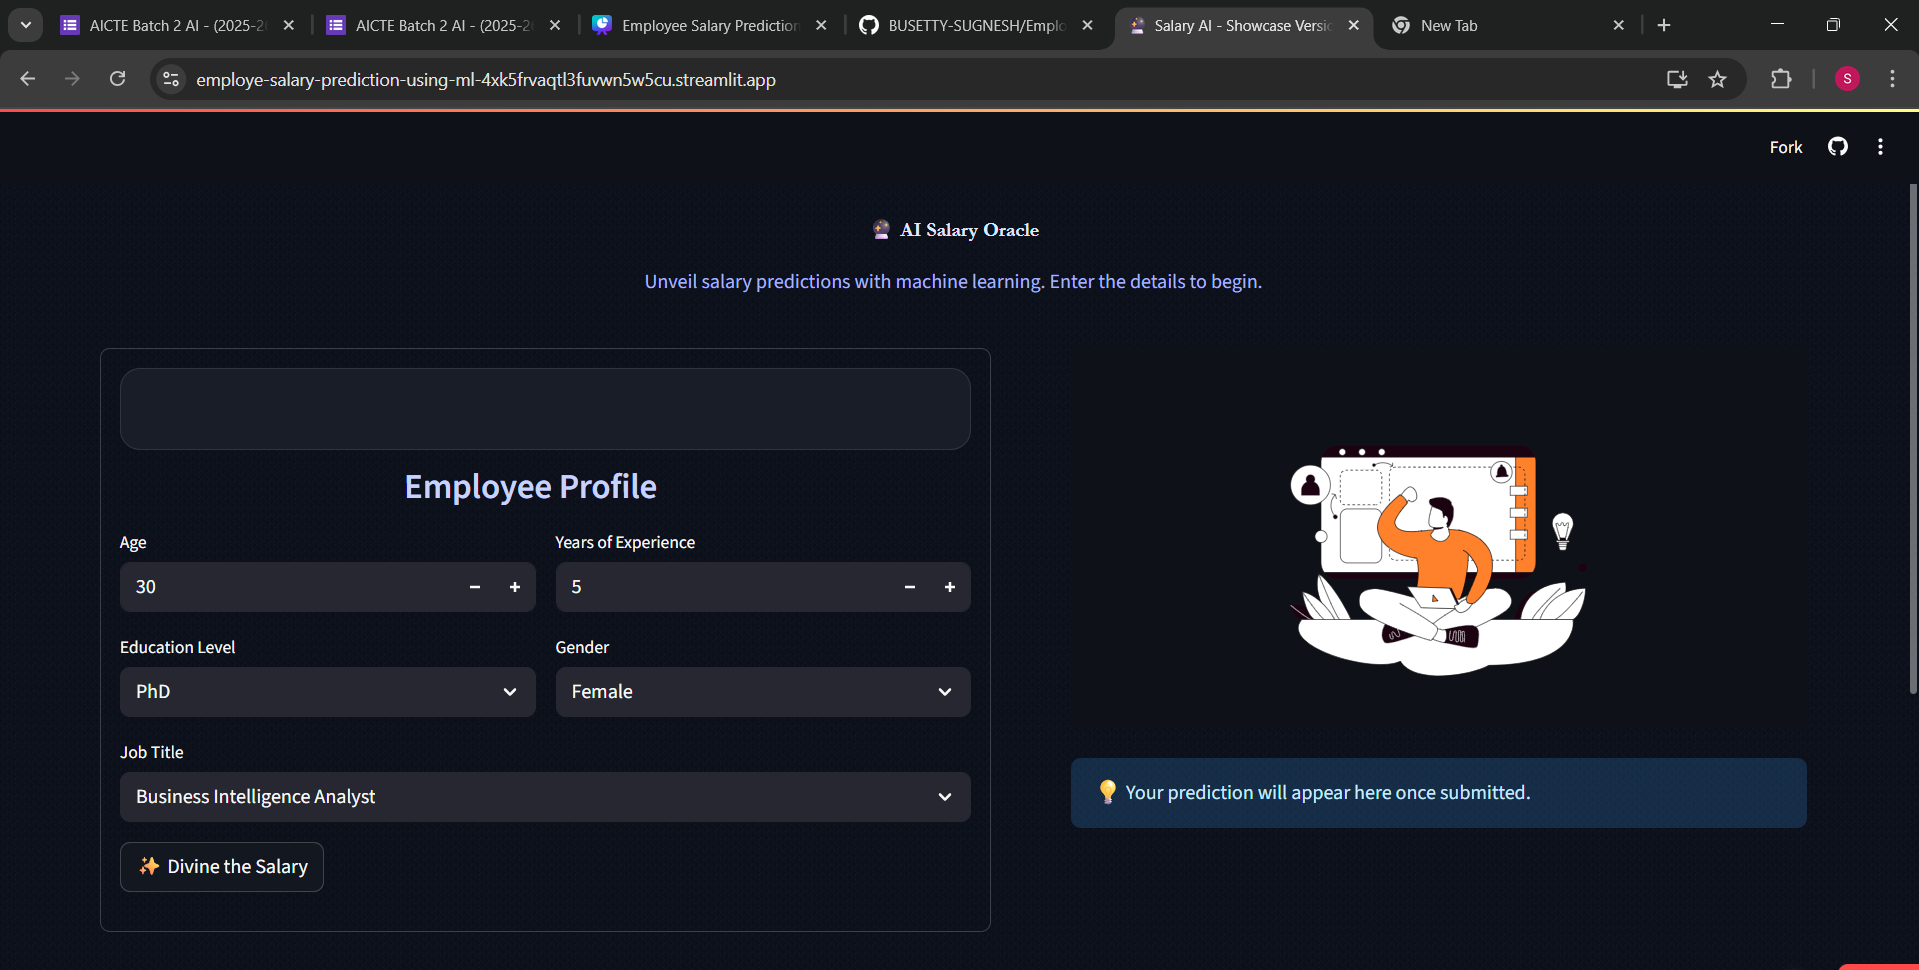 AICTE Batch 2 AI - (2025-2
AICTE Batch 2 AI - (2025-2
Employee Salary Prediction
BUSETTY-SUGNESH/Emplo
Salary AI - Showcase Versi
New Tab
employe-salary-prediction-using-ml-4xk5frvaqtl3fuvwn5w5cu.streamlit.app
S
Fork
AI Salary Oracle
Unveil salary predictions with machine learning. Enter the details to begin.
Employee Profile
Age
Years of Experience
30
5
Education Level
Gender
PhD
Female
Job Title
Business Intelligence Analyst
💡 Your prediction will appear here once submitted.
✨ Divine the Salary